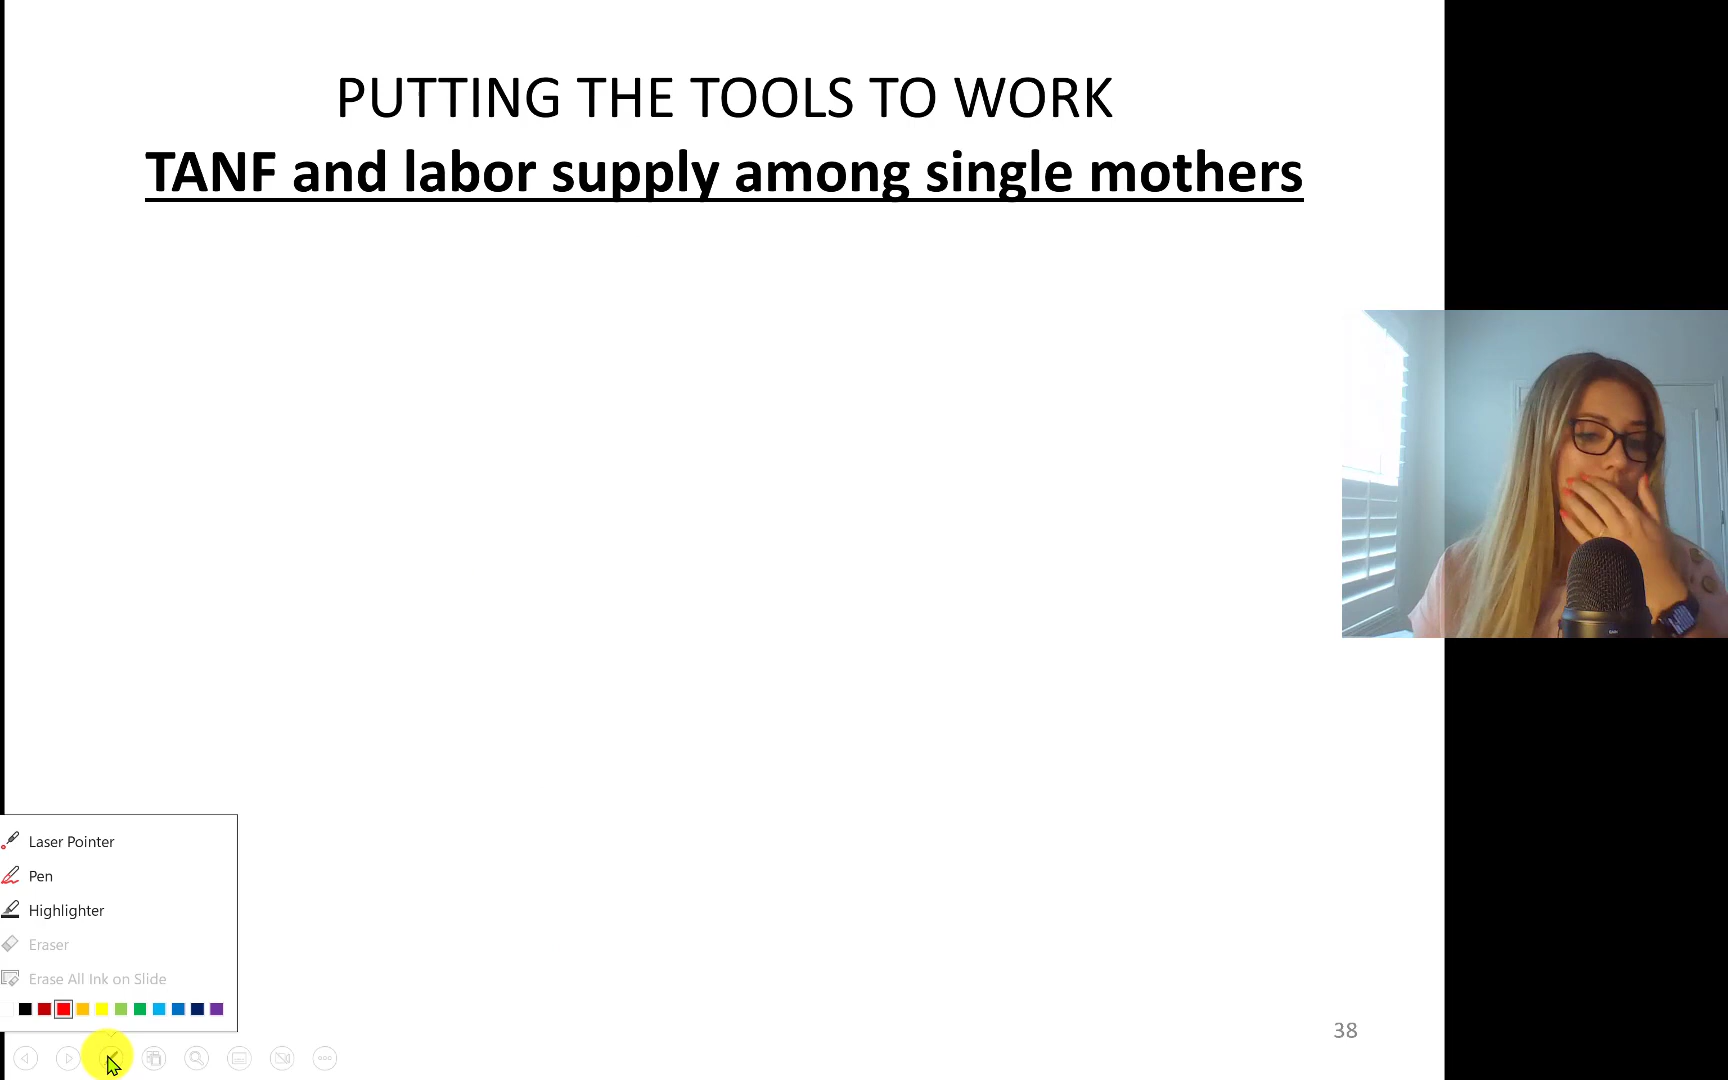 PUTTING THE TOOLS TO WORK
TANF and labor supply among single mothers
Laser Pointer
Pen
Highlighter
Eraser
Erase All Ink on Slide
38